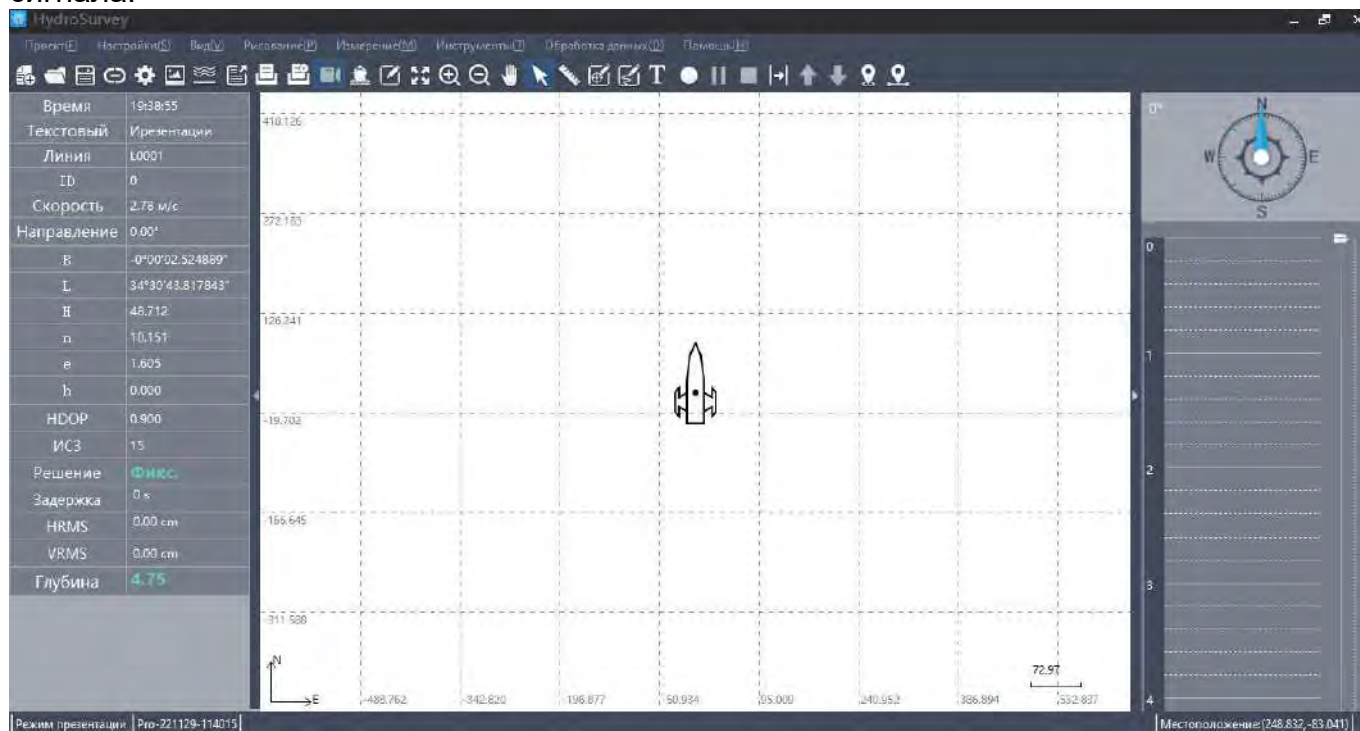 сигнала.
HydroSurvey
Проект(F) Настройки(S) Вид(V) Рисование(P) Измерение(M) Инструменты(T) Обработка данных(D) Помощь(H)
Время 19:38:55
Текстовый Ирезентации
Линия L0001
ID 0
Скорость 2.78 м/с
Направление 0.00°
B -0°00'02.524889"
L 34°30'43.817843"
H 48.712
n 10.151
e 1.605
h 0.000
HDOP 0.900
ИСЗ 15
Решение Фикс.
Задержка 0 s
HRMS 0.00 cm
VRMS 0.00 cm
Глубина 4.75
418.126
272.183
126.241
-19.702
-165.645
-311.588
N
E
-488.762 -342.820 -196.877 -50.934 95.009 240.952 386.894 532.837
72.97
0°
N
W E
S
0
1
2
3
4
Режим презентации Pro-221129-114015 Местоположение:(248.832,-83.041)